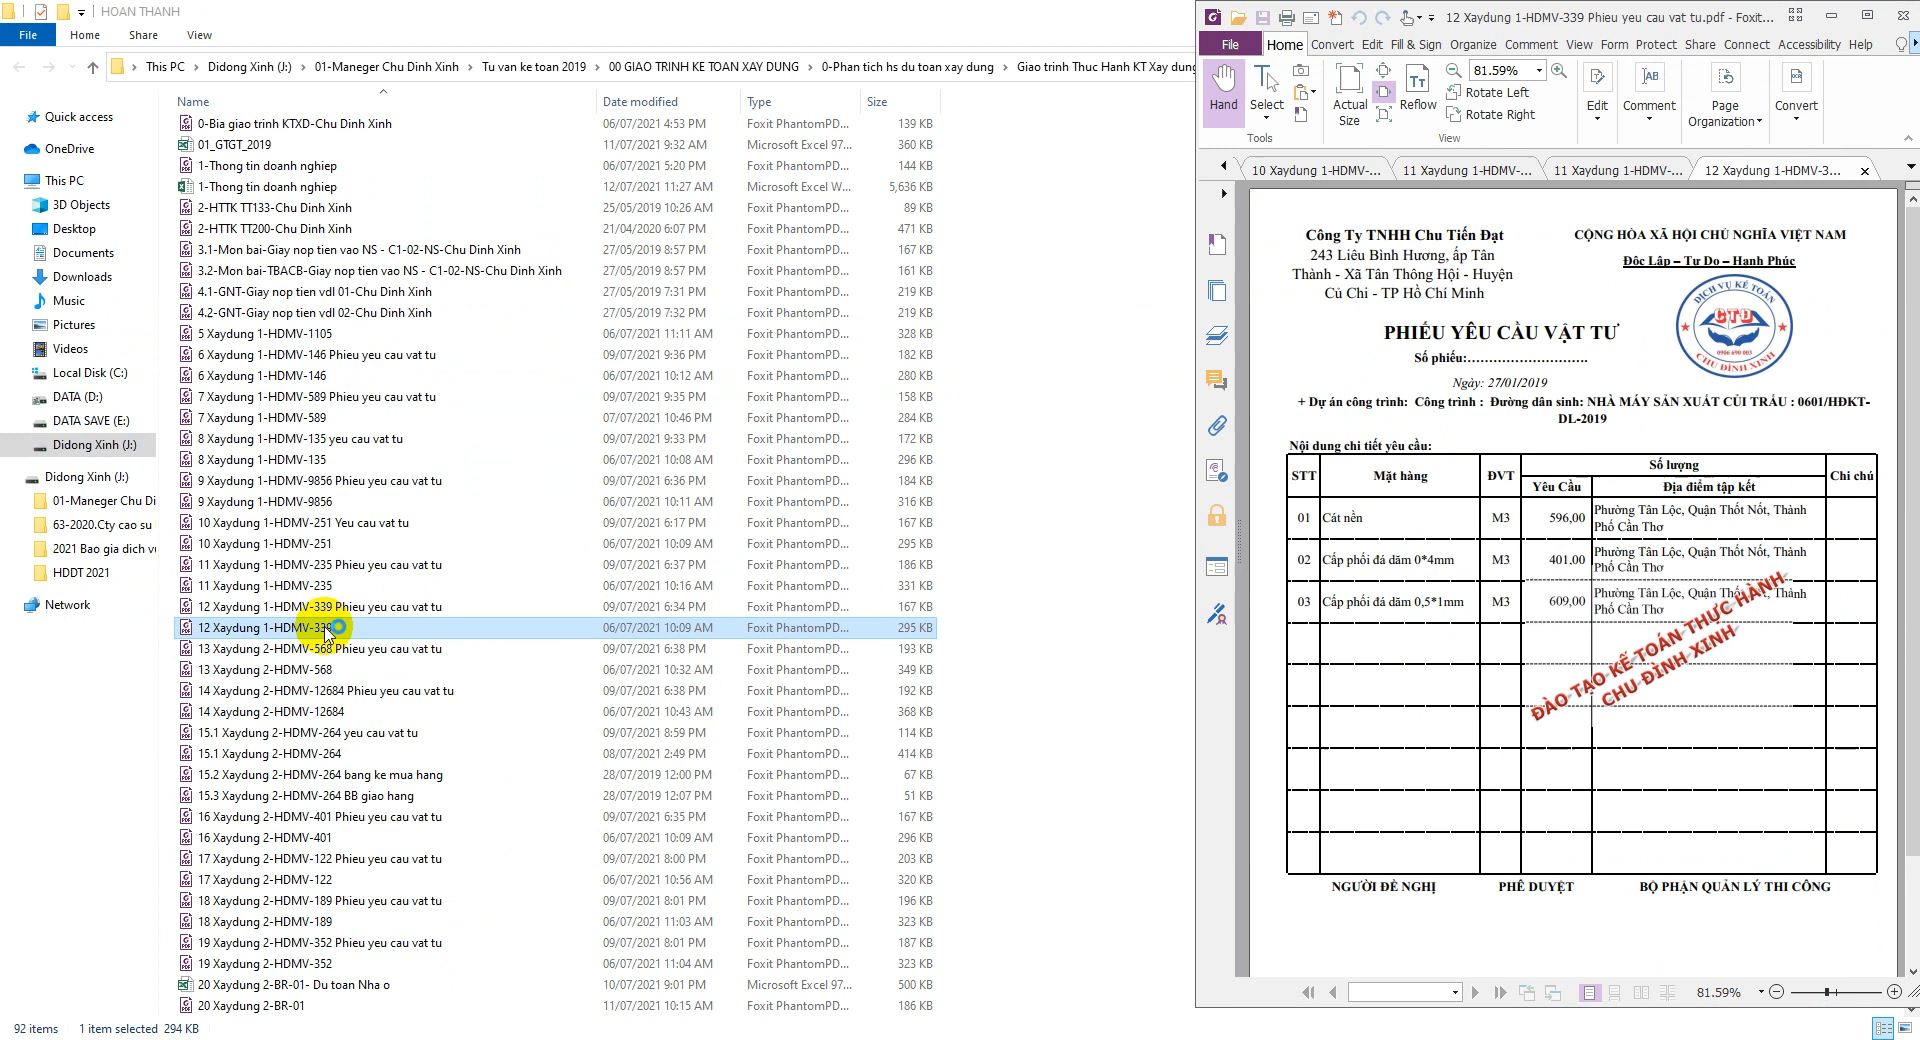 HOAN THANH
File Home Share View
This PC › Didong Xinh (J:) › 01-Maneger Chu Dinh Xinh › Tu van ke toan 2019 › 00 GIAO TRINH KE TOAN XAY DUNG › 0-Phan tich hs du toan xay dung › Giao trinh Thuc Hanh KT Xay dung
Name Date modified Type Size
Quick access
OneDrive
This PC
3D Objects
Desktop
Documents
Downloads
Music
Pictures
Videos
Local Disk (C:)
DATA (D:)
DATA SAVE (E:)
Didong Xinh (J:)
Didong Xinh (J:)
01-Maneger Chu Di
63-2020.Cty cao su
2021 Bao gia dich vụ
HDDT 2021
Network
0-Bia giao trinh KTXD-Chu Dinh Xinh 06/07/2021 4:53 PM Foxit PhantomPD... 139 KB
01_GTGT_2019 11/07/2021 9:32 AM Microsoft Excel 97... 360 KB
1-Thong tin doanh nghiep 06/07/2021 5:20 PM Foxit PhantomPD... 144 KB
1-Thong tin doanh nghiep 12/07/2021 11:27 AM Microsoft Excel W... 5,636 KB
2-HTTK TT133-Chu Dinh Xinh 25/05/2019 10:26 AM Foxit PhantomPD... 89 KB
2-HTTK TT200-Chu Dinh Xinh 21/04/2020 6:07 PM Foxit PhantomPD... 471 KB
3.1-Mon bai-Giay nop tien vao NS - C1-02-NS-Chu Dinh Xinh 27/05/2019 8:57 PM Foxit PhantomPD... 167 KB
3.2-Mon bai-TBACB-Giay nop tien vao NS - C1-02-NS-Chu Dinh Xinh 27/05/2019 8:57 PM Foxit PhantomPD... 161 KB
4.1-GNT-Giay nop tien vdl 01-Chu Dinh Xinh 27/05/2019 7:31 PM Foxit PhantomPD... 219 KB
4.2-GNT-Giay nop tien vdl 02-Chu Dinh Xinh 27/05/2019 7:32 PM Foxit PhantomPD... 219 KB
5 Xaydung 1-HDMV-1105 06/07/2021 11:11 AM Foxit PhantomPD... 328 KB
6 Xaydung 1-HDMV-146 Phieu yeu cau vat tu 09/07/2021 9:36 PM Foxit PhantomPD... 182 KB
6 Xaydung 1-HDMV-146 06/07/2021 10:12 AM Foxit PhantomPD... 280 KB
7 Xaydung 1-HDMV-589 Phieu yeu cau vat tu 09/07/2021 9:35 PM Foxit PhantomPD... 158 KB
7 Xaydung 1-HDMV-589 07/07/2021 10:46 PM Foxit PhantomPD... 284 KB
8 Xaydung 1-HDMV-135 yeu cau vat tu 09/07/2021 9:33 PM Foxit PhantomPD... 172 KB
8 Xaydung 1-HDMV-135 06/07/2021 10:08 AM Foxit PhantomPD... 296 KB
9 Xaydung 1-HDMV-9856 Phieu yeu cau vat tu 09/07/2021 6:36 PM Foxit PhantomPD... 184 KB
9 Xaydung 1-HDMV-9856 06/07/2021 10:11 AM Foxit PhantomPD... 316 KB
10 Xaydung 1-HDMV-251 Yeu cau vat tu 09/07/2021 6:17 PM Foxit PhantomPD... 167 KB
10 Xaydung 1-HDMV-251 06/07/2021 10:09 AM Foxit PhantomPD... 295 KB
11 Xaydung 1-HDMV-235 Phieu yeu cau vat tu 09/07/2021 6:37 PM Foxit PhantomPD... 186 KB
11 Xaydung 1-HDMV-235 06/07/2021 10:16 AM Foxit PhantomPD... 331 KB
12 Xaydung 1-HDMV-339 Phieu yeu cau vat tu 09/07/2021 6:34 PM Foxit PhantomPD... 167 KB
12 Xaydung 1-HDMV-339 06/07/2021 10:09 AM Foxit PhantomPD... 295 KB
13 Xaydung 2-HDMV-568 Phieu yeu cau vat tu 09/07/2021 6:38 PM Foxit PhantomPD... 193 KB
13 Xaydung 2-HDMV-568 06/07/2021 10:32 AM Foxit PhantomPD... 349 KB
14 Xaydung 2-HDMV-12684 Phieu yeu cau vat tu 09/07/2021 6:38 PM Foxit PhantomPD... 192 KB
14 Xaydung 2-HDMV-12684 06/07/2021 10:43 AM Foxit PhantomPD... 368 KB
15.1 Xaydung 2-HDMV-264 yeu cau vat tu 09/07/2021 8:59 PM Foxit PhantomPD... 114 KB
15.1 Xaydung 2-HDMV-264 08/07/2021 2:49 PM Foxit PhantomPD... 414 KB
15.2 Xaydung 2-HDMV-264 bang ke mua hang 28/07/2019 12:00 PM Foxit PhantomPD... 67 KB
15.3 Xaydung 2-HDMV-264 BB giao hang 28/07/2019 12:07 PM Foxit PhantomPD... 51 KB
16 Xaydung 2-HDMV-401 Phieu yeu cau vat tu 09/07/2021 6:35 PM Foxit PhantomPD... 167 KB
16 Xaydung 2-HDMV-401 06/07/2021 10:09 AM Foxit PhantomPD... 296 KB
17 Xaydung 2-HDMV-122 Phieu yeu cau vat tu 09/07/2021 8:00 PM Foxit PhantomPD... 203 KB
17 Xaydung 2-HDMV-122 06/07/2021 10:56 AM Foxit PhantomPD... 320 KB
18 Xaydung 2-HDMV-189 Phieu yeu cau vat tu 09/07/2021 8:01 PM Foxit PhantomPD... 196 KB
18 Xaydung 2-HDMV-189 06/07/2021 11:03 AM Foxit PhantomPD... 323 KB
19 Xaydung 2-HDMV-352 Phieu yeu cau vat tu 09/07/2021 8:01 PM Foxit PhantomPD... 187 KB
19 Xaydung 2-HDMV-352 06/07/2021 11:04 AM Foxit PhantomPD... 323 KB
20 Xaydung 2-BR-01- Du toan Nha o 10/07/2021 9:01 PM Microsoft Excel 97... 500 KB
20 Xaydung 2-BR-01 11/07/2021 10:15 AM Foxit PhantomPD... 186 KB
92 items 1 item selected 294 KB
12 Xaydung 1-HDMV-339 Phieu yeu cau vat tu.pdf - Foxit...
File Home Convert Edit Fill & Sign Organize Comment View Form Protect Share Connect Accessibility Help
Hand Select Actual Size Reflow 81.59% Rotate Left Rotate Right Edit Comment Page Organization Convert
Tools View
10 Xaydung 1-HDMV-... 11 Xaydung 1-HDMV-... 11 Xaydung 1-HDMV-... 12 Xaydung 1-HDMV-3...
Công Ty TNHH Chu Tiến Đạt
243 Liêu Bình Hương, ấp Tân
Thành - Xã Tân Thông Hội - Huyện
Củ Chi - TP Hồ Chí Minh
CỘNG HÒA XÃ HỘI CHỦ NGHĨA VIỆT NAM
Độc Lập – Tự Do – Hạnh Phúc
DỊCH VỤ KẾ TOÁN
CTD
0906 690 003
CHU ĐÌNH XINH
PHIẾU YÊU CẦU VẬT TƯ
Số phiếu:............................
Ngày: 27/01/2019
+ Dự án công trình: Công trình : Đường dân sinh: NHÀ MÁY SẢN XUẤT CỦI TRẤU : 0601/HĐKT-
DL-2019
Nội dung chi tiết yêu cầu:
STT Mặt hàng ĐVT Số lượng Chi chú
Yêu Cầu Địa điểm tập kết
01 Cát nền M3 596,00 Phường Tân Lộc, Quận Thốt Nốt, Thành
Phố Cần Thơ
02 Cấp phối đá dăm 0*4mm M3 401,00 Phường Tân Lộc, Quận Thốt Nốt, Thành
Phố Cần Thơ
03 Cấp phối đá dăm 0,5*1mm M3 609,00 Phường Tân Lộc, Quận Thốt Nốt, Thành
Phố Cần Thơ
ĐÀO TẠO KẾ TOÁN THỰC HÀNH
CHU ĐÌNH XINH
NGƯỜI ĐỀ NGHỊ PHÊ DUYỆT BỘ PHẬN QUẢN LÝ THI CÔNG
81.59%